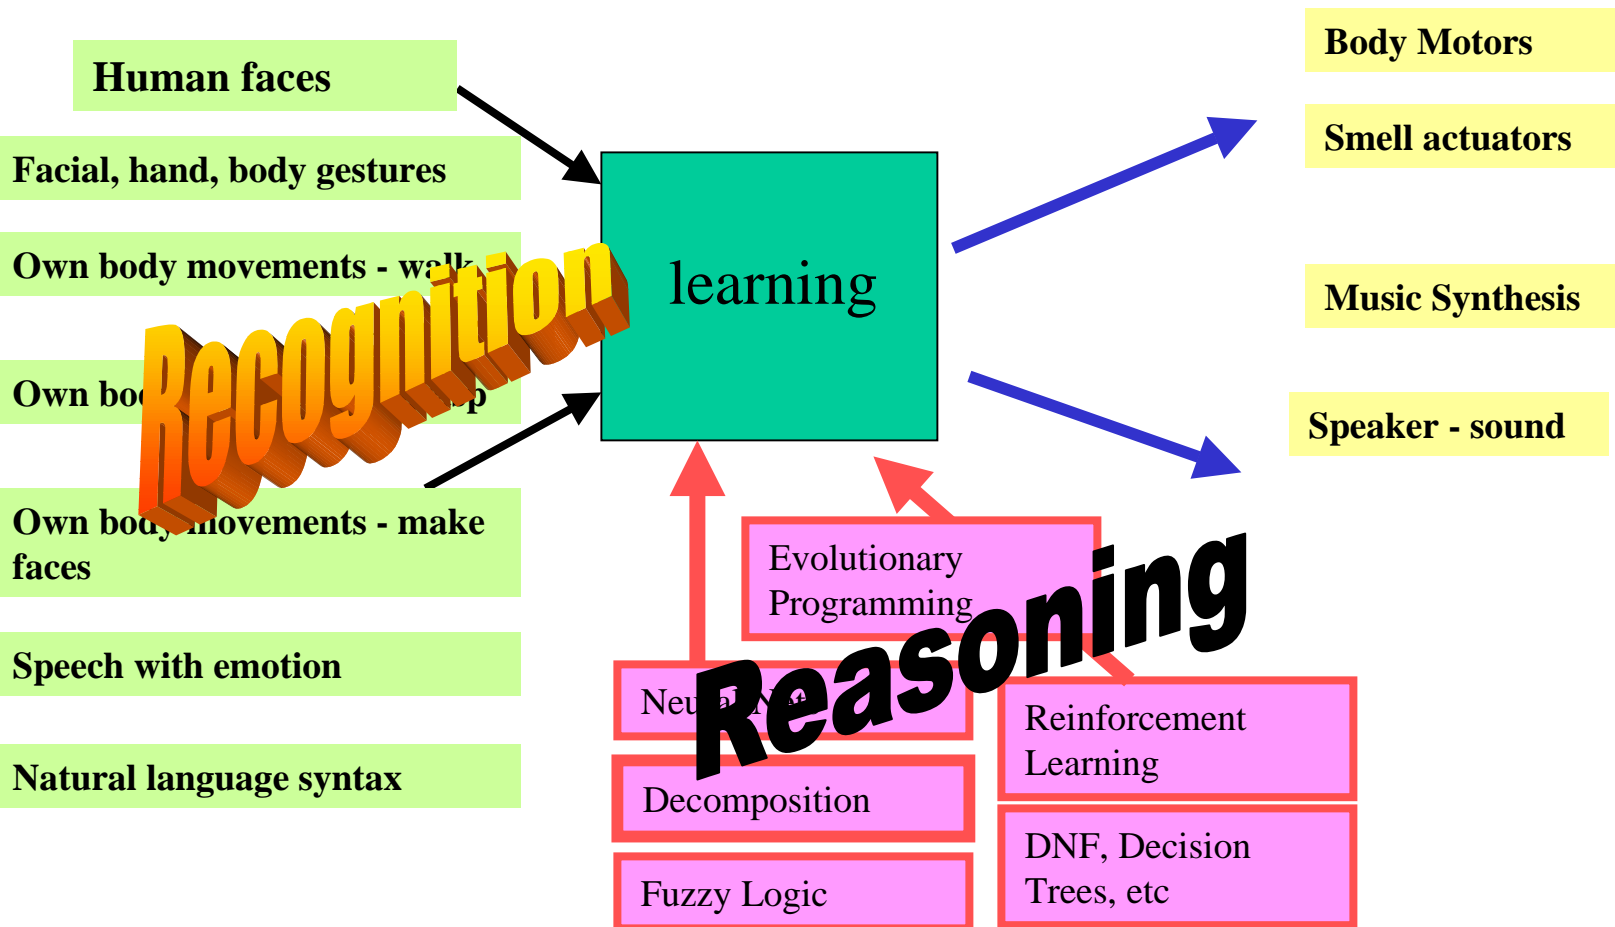 Human faces
Facial, hand, body gestures
Own body movements - walk
Own
Own body movements - make
faces
Speech with emotion
Natural language syntax
Recognition
learning
Body Motors
Smell actuators
Music Synthesis
Speaker - sound
Evolutionary
Programming
Reasoning
Neural Nets
Decomposition
Fuzzy Logic
Reinforcement
Learning
DNF, Decision
Trees, etc